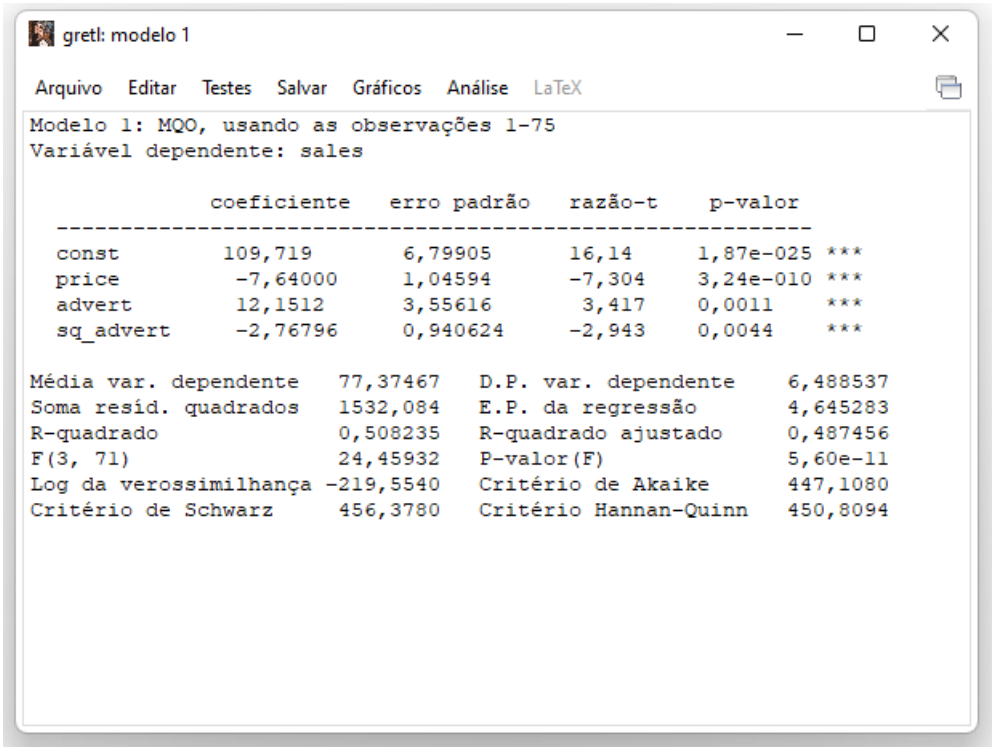 gretl: modelo 1
Arquivo Editar Testes Salvar Gráficos Análise LaTeX
Modelo 1: MQO, usando as observações 1-75
Variável dependente: sales
coeficiente erro padrão razão-t p-valor
-----------------------------------------------------------
const 109,719 6,79905 16,14 1,87e-025 ***
price -7,64000 1,04594 -7,304 3,24e-010 ***
advert 12,1512 3,55616 3,417 0,0011 ***
sq_advert -2,76796 0,940624 -2,943 0,0044 ***
Média var. dependente 77,37467 D.P. var. dependente 6,488537
Soma resíd. quadrados 1532,084 E.P. da regressão 4,645283
R-quadrado 0,508235 R-quadrado ajustado 0,487456
F(3, 71) 24,45932 P-valor(F) 5,60e-11
Log da verossimilhança -219,5540 Critério de Akaike 447,1080
Critério de Schwarz 456,3780 Critério Hannan-Quinn 450,8094